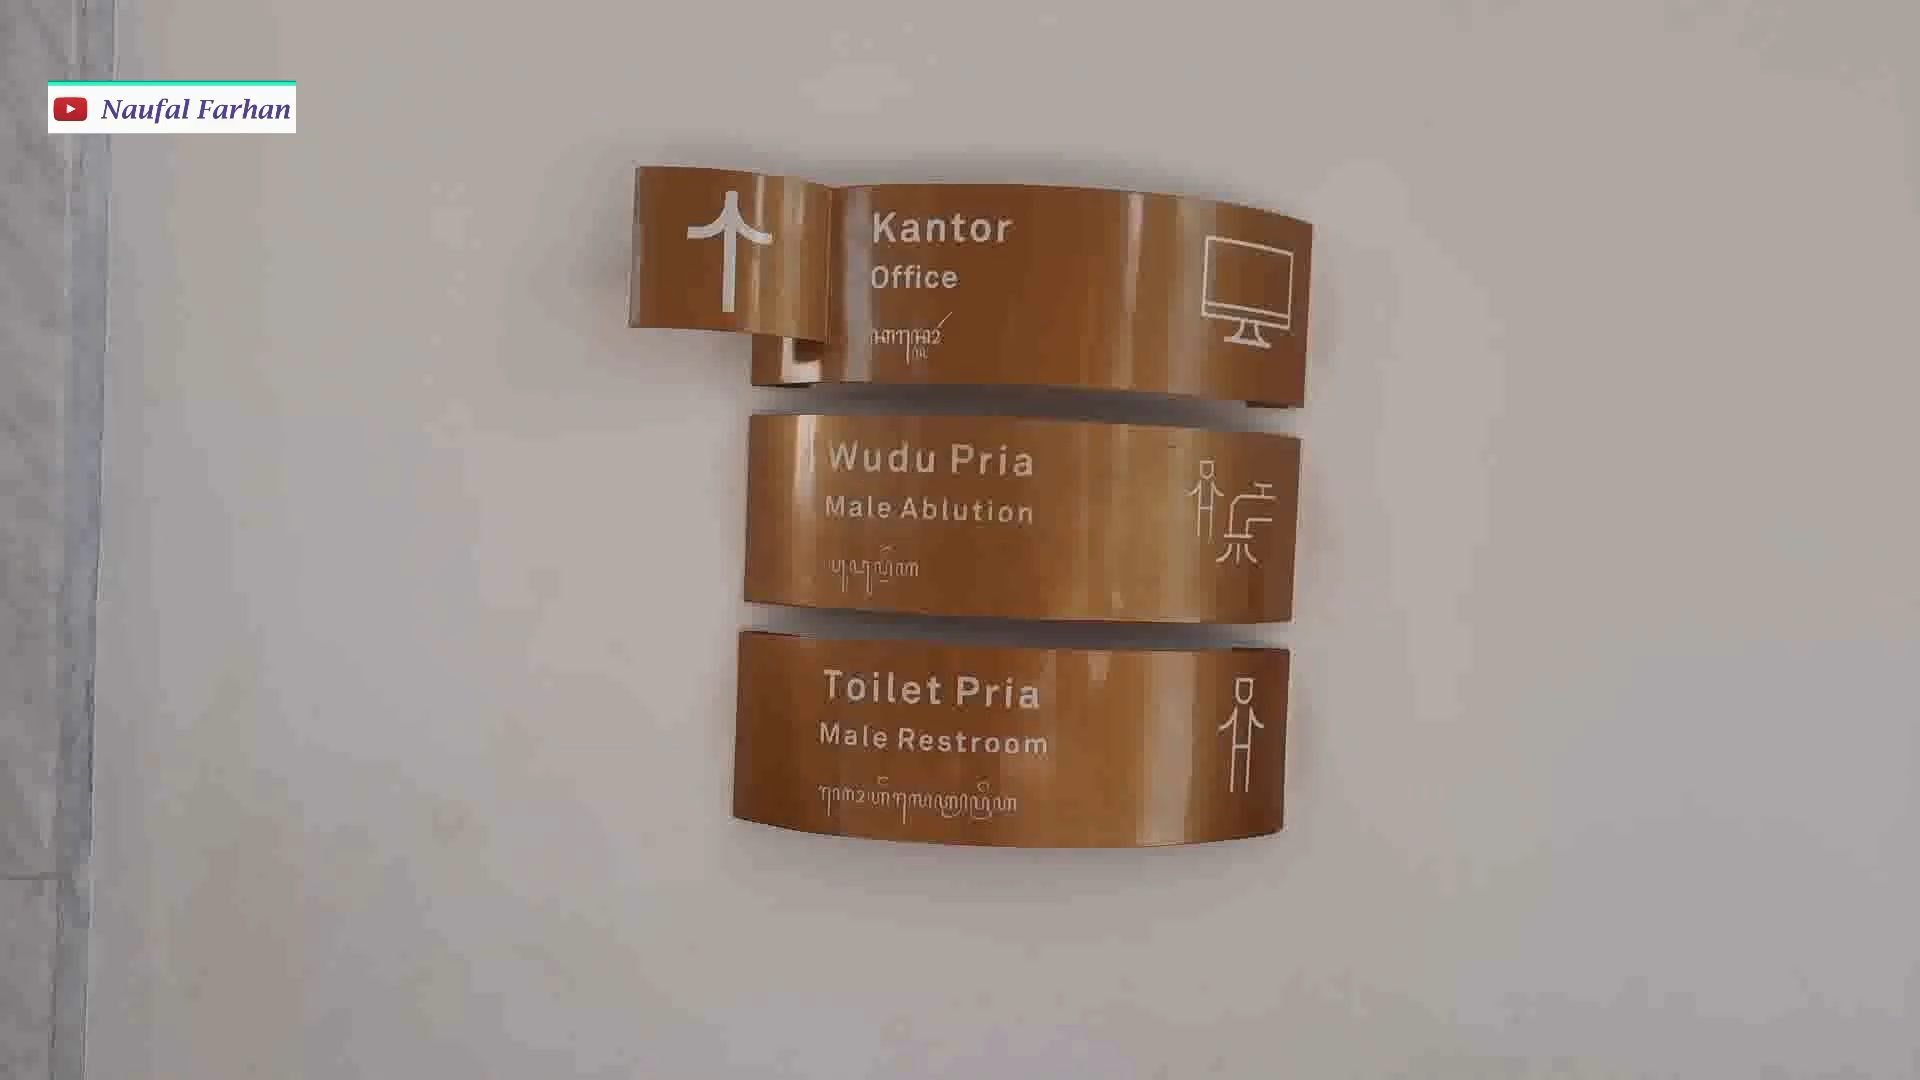 Naufal Farhan
Kantor
Office
Wudu Pria
Male Ablution
Toilet Pria
Male Restroom